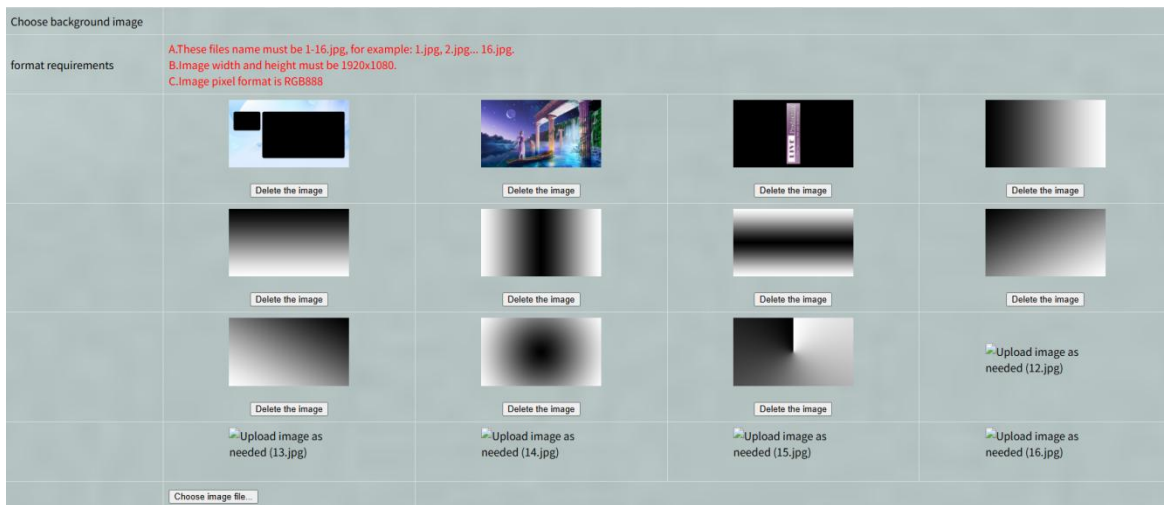 Choose background image
format requirements
A.These files name must be 1-16.jpg, for example: 1.jpg, 2.jpg... 16.jpg.
B.Image width and height must be 1920x1080.
C.Image pixel format is RGB888
LIVE
Delete the image
Delete the image
Delete the image
Delete the image
Delete the image
Delete the image
Delete the image
Delete the image
Delete the image
Delete the image
Delete the image
Upload image as
needed (12.jpg)
Upload image as
needed (13.jpg)
Upload image as
needed (14.jpg)
Upload image as
needed (15.jpg)
Upload image as
needed (16.jpg)
Choose image file...